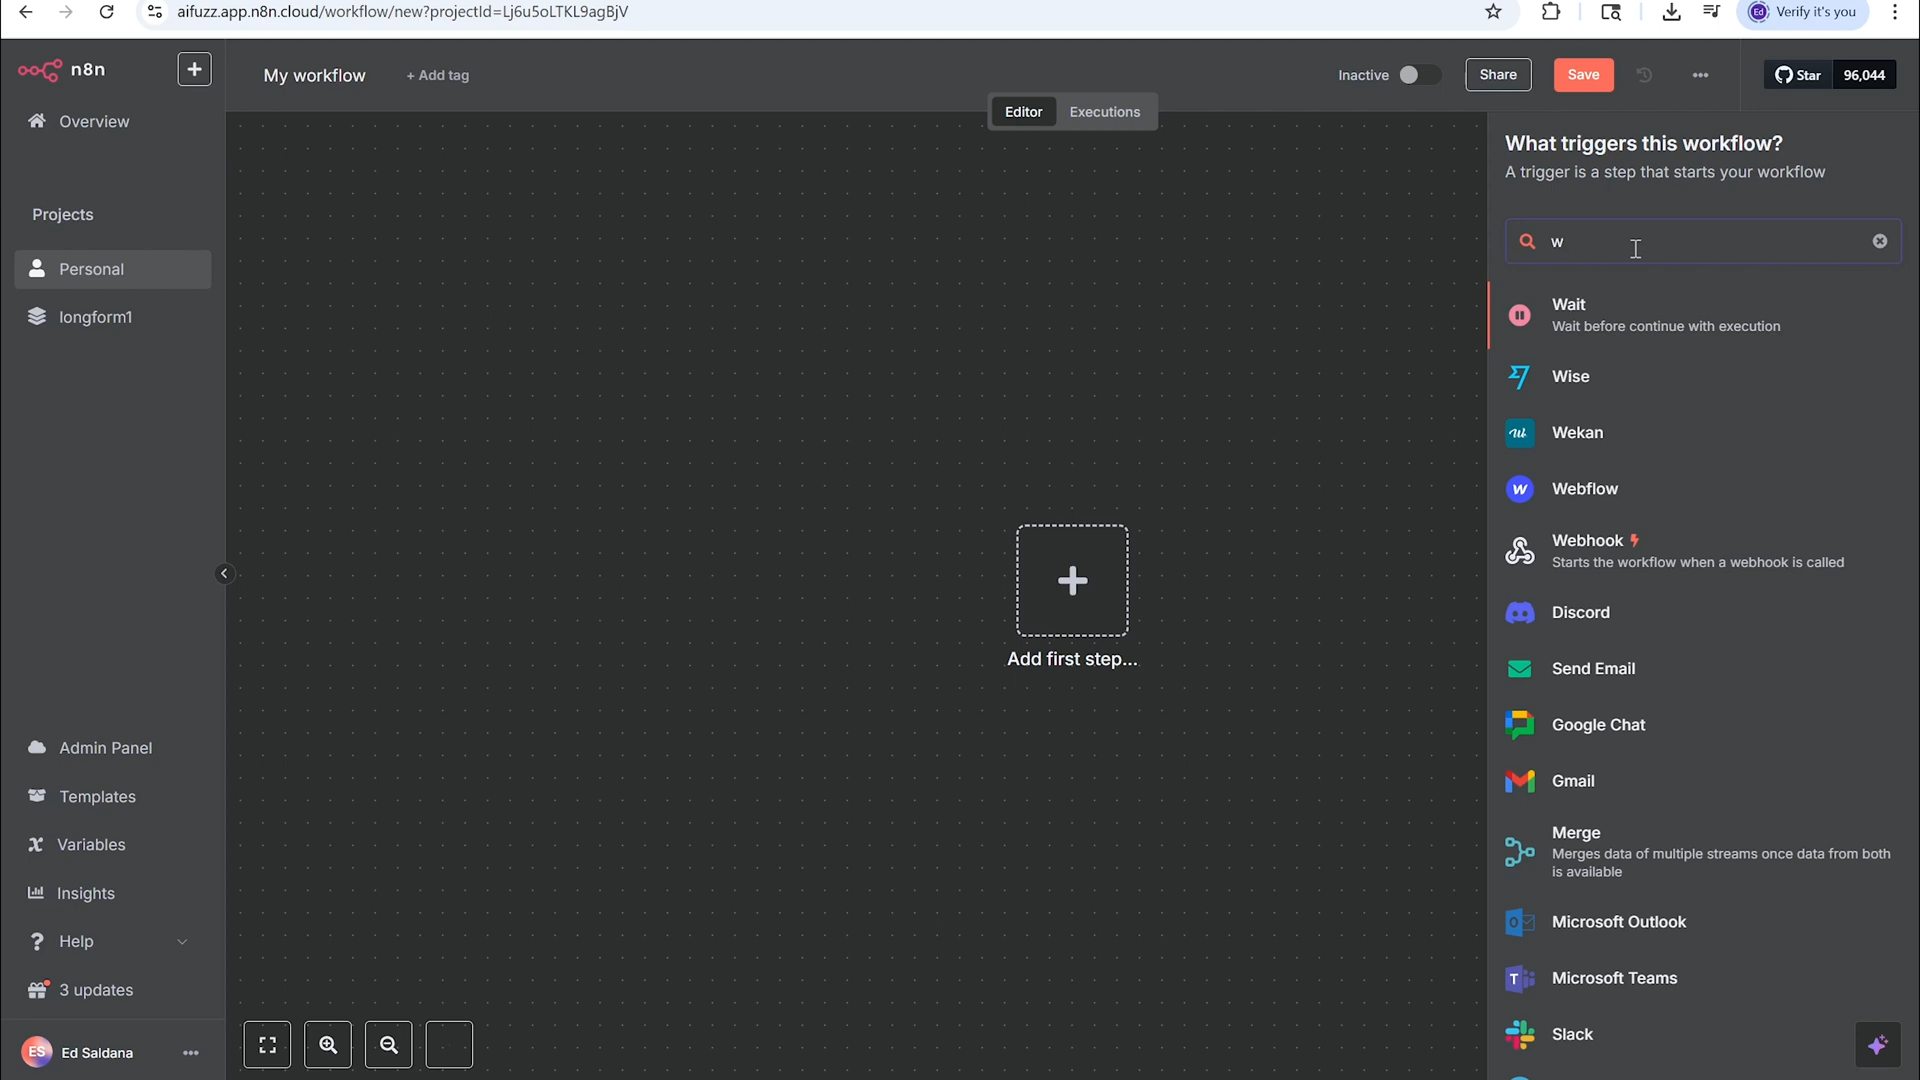 aifuzz.app.n8n.cloud/workflow/new?projectId=Lj6u5oLTKL9agBjV
Ed
Verify it's you
n8n
My workflow
+ Add tag
Inactive
Share
Save
Star
96,044
Editor
Executions
Overview
Projects
Personal
longform1
Admin Panel
Templates
Variables
Insights
Help
3 updates
ES
Ed Saldana
Add first step...
What triggers this workflow?
A trigger is a step that starts your workflow
w
Wait
Wait before continue with execution
Wise
Wekan
Webflow
Webhook
Starts the workflow when a webhook is called
Discord
Send Email
Google Chat
Gmail
Merge
Merges data of multiple streams once data from both
is available
Microsoft Outlook
Microsoft Teams
Slack